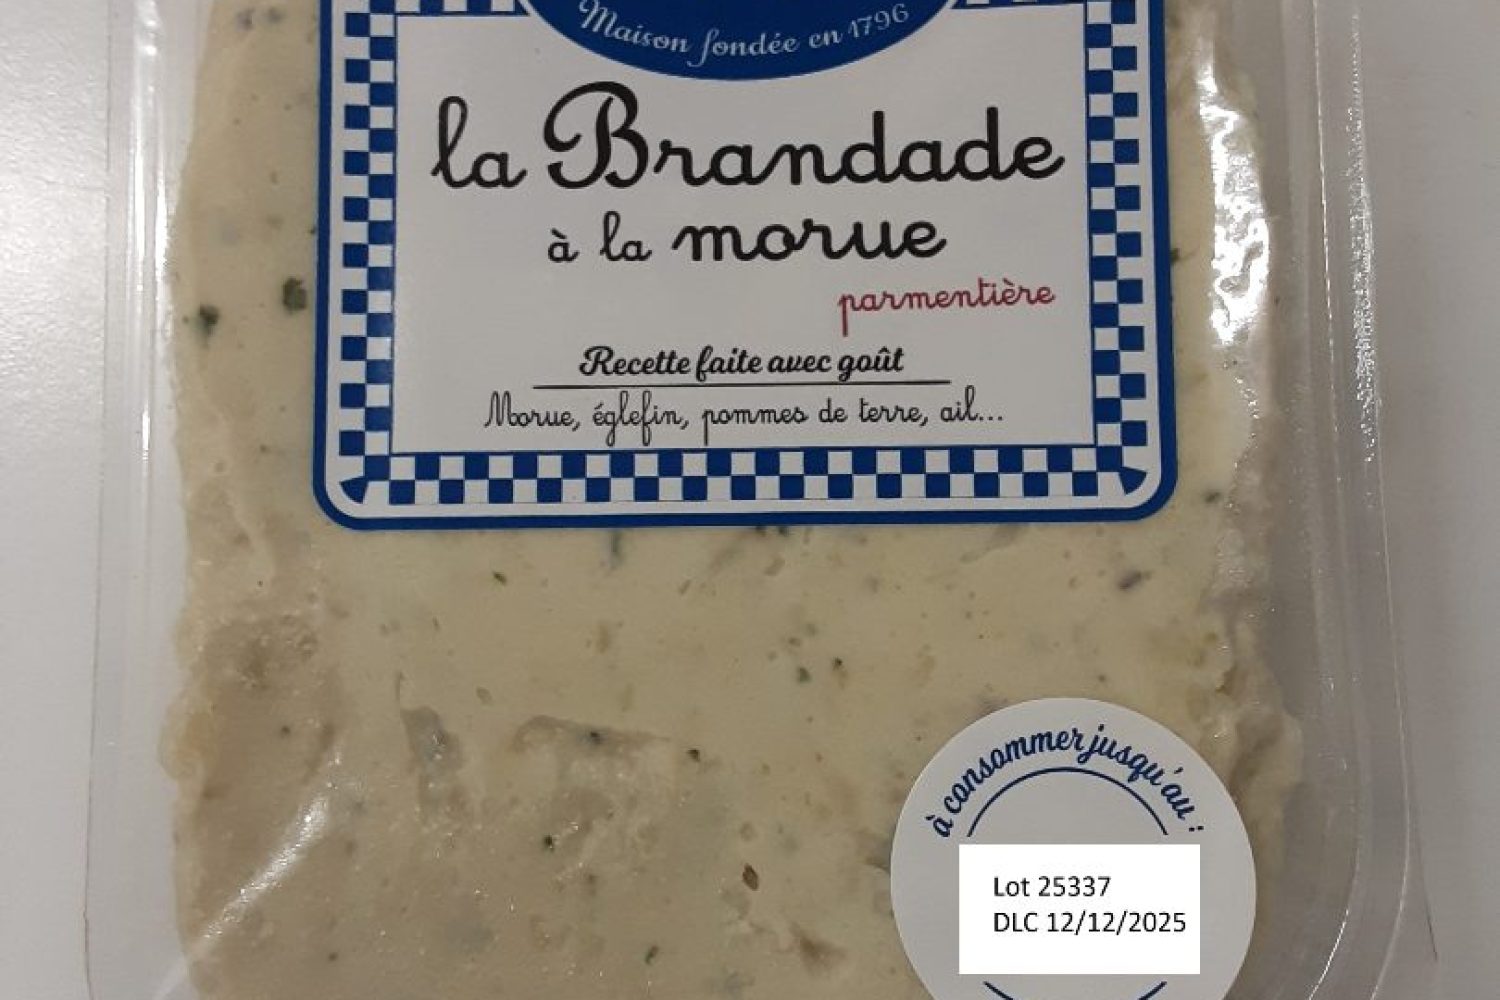 Maison fondée en 1796
la Brandade
à la morue
parmentière
Recette faite avec goût
Morue, églefin, pommes de terre, ail...
à consommer jusqu'au :
Lot 25337
DLC 12/12/2025